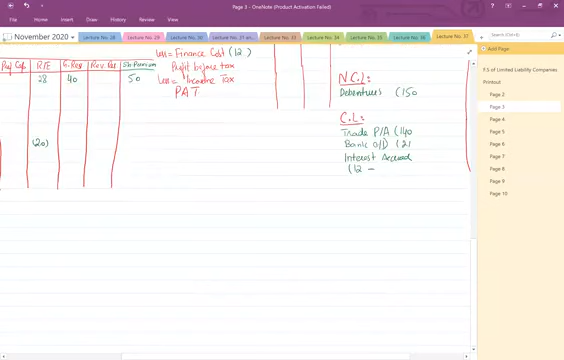 Page 3 - OneNote (Product Activation Failed)
File Home Insert Draw History Review View
November 2020
Lecture No. 28 Lecture No. 29 Lecture No. 30 Lecture No. 31 Lecture No. 33 Lecture No. 34 Lecture No. 35 Lecture No. 36 Lecture No. 37
Add Page
F.S of Limited Liability Companies
Printout
Page 2
Page 3
Page 4
Page 5
Page 6
Page 7
Page 8
Page 9
Page 10
Less = Finance Cost (12)
Pref Cap R/E G. Res Rev. Res Sh. Premium
Profit before tax
28 40 50
Less = Income Tax
PAT
(20)
N.C.L:
Debentures (150
C.L:
Trade P/A (140
Bank O/D (21
Interest Accrued
(12 -